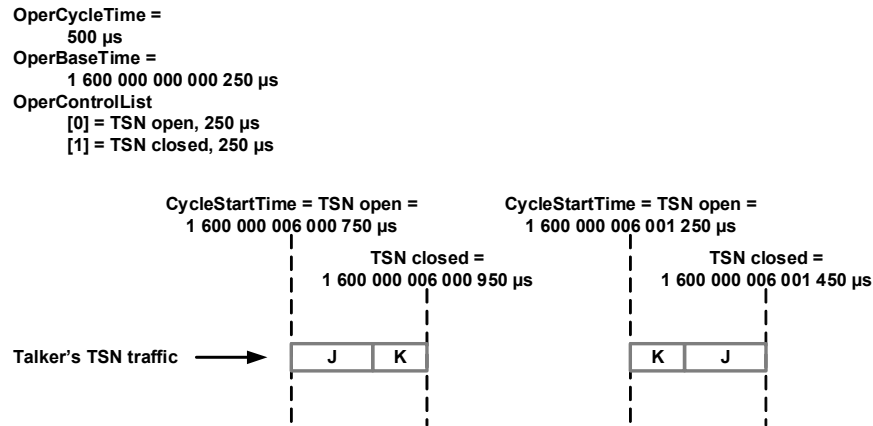 OperCycleTime =
500 µs
OperBaseTime =
1 600 000 000 000 250 µs
OperControlList
[0] = TSN open, 250 µs
[1] = TSN closed, 250 µs
CycleStartTime = TSN open =
1 600 000 006 000 750 µs
TSN closed =
1 600 000 006 000 950 µs
CycleStartTime = TSN open =
1 600 000 006 001 250 µs
TSN closed =
1 600 000 006 001 450 µs
Talker's TSN traffic
J K
K J